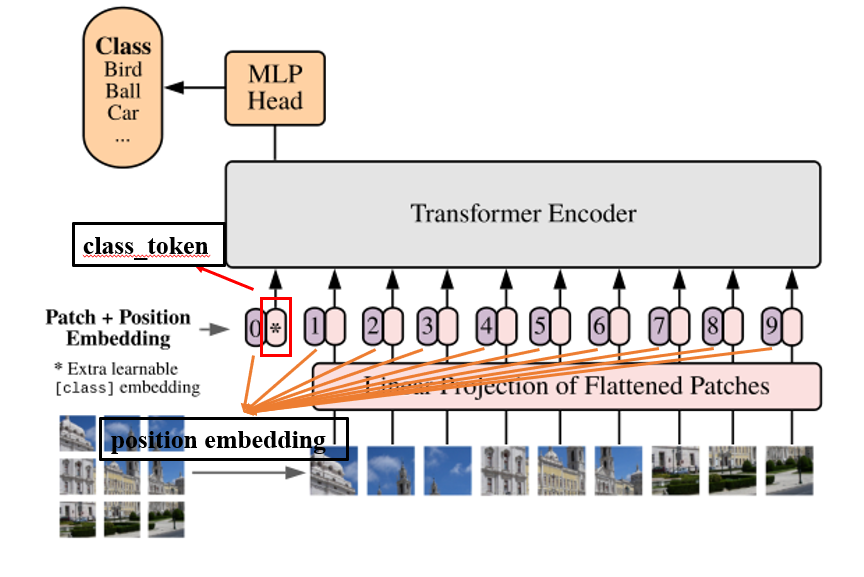 Class
Bird
Ball
Car
...
MLP
Head
Transformer Encoder
class_token
Patch + Position
Embedding
0 * 1 2 3 4 5 6 7 8 9
* Extra learnable
[class] embedding
Linear Projection of Flattened Patches
position embedding